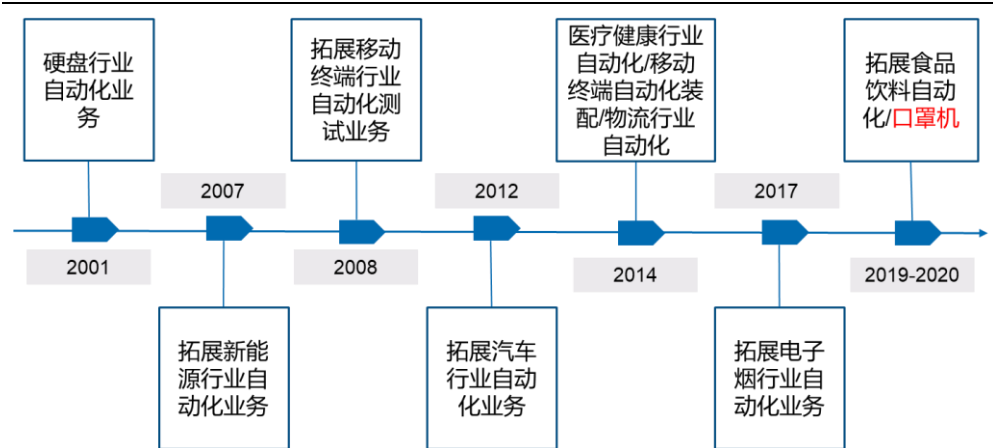 硬盘行业
自动化业
务
拓展移动
终端行业
自动化测
试业务
医疗健康行业
自动化/移动
终端自动化装
配/物流行业
自动化
拓展食品
饮料自动
化/口罩机
2007
2012
2017
2001
2008
2014
2019-2020
拓展新能
源行业自
动化业务
拓展汽车
行业自动
化业务
拓展电子
烟行业自
动化业务